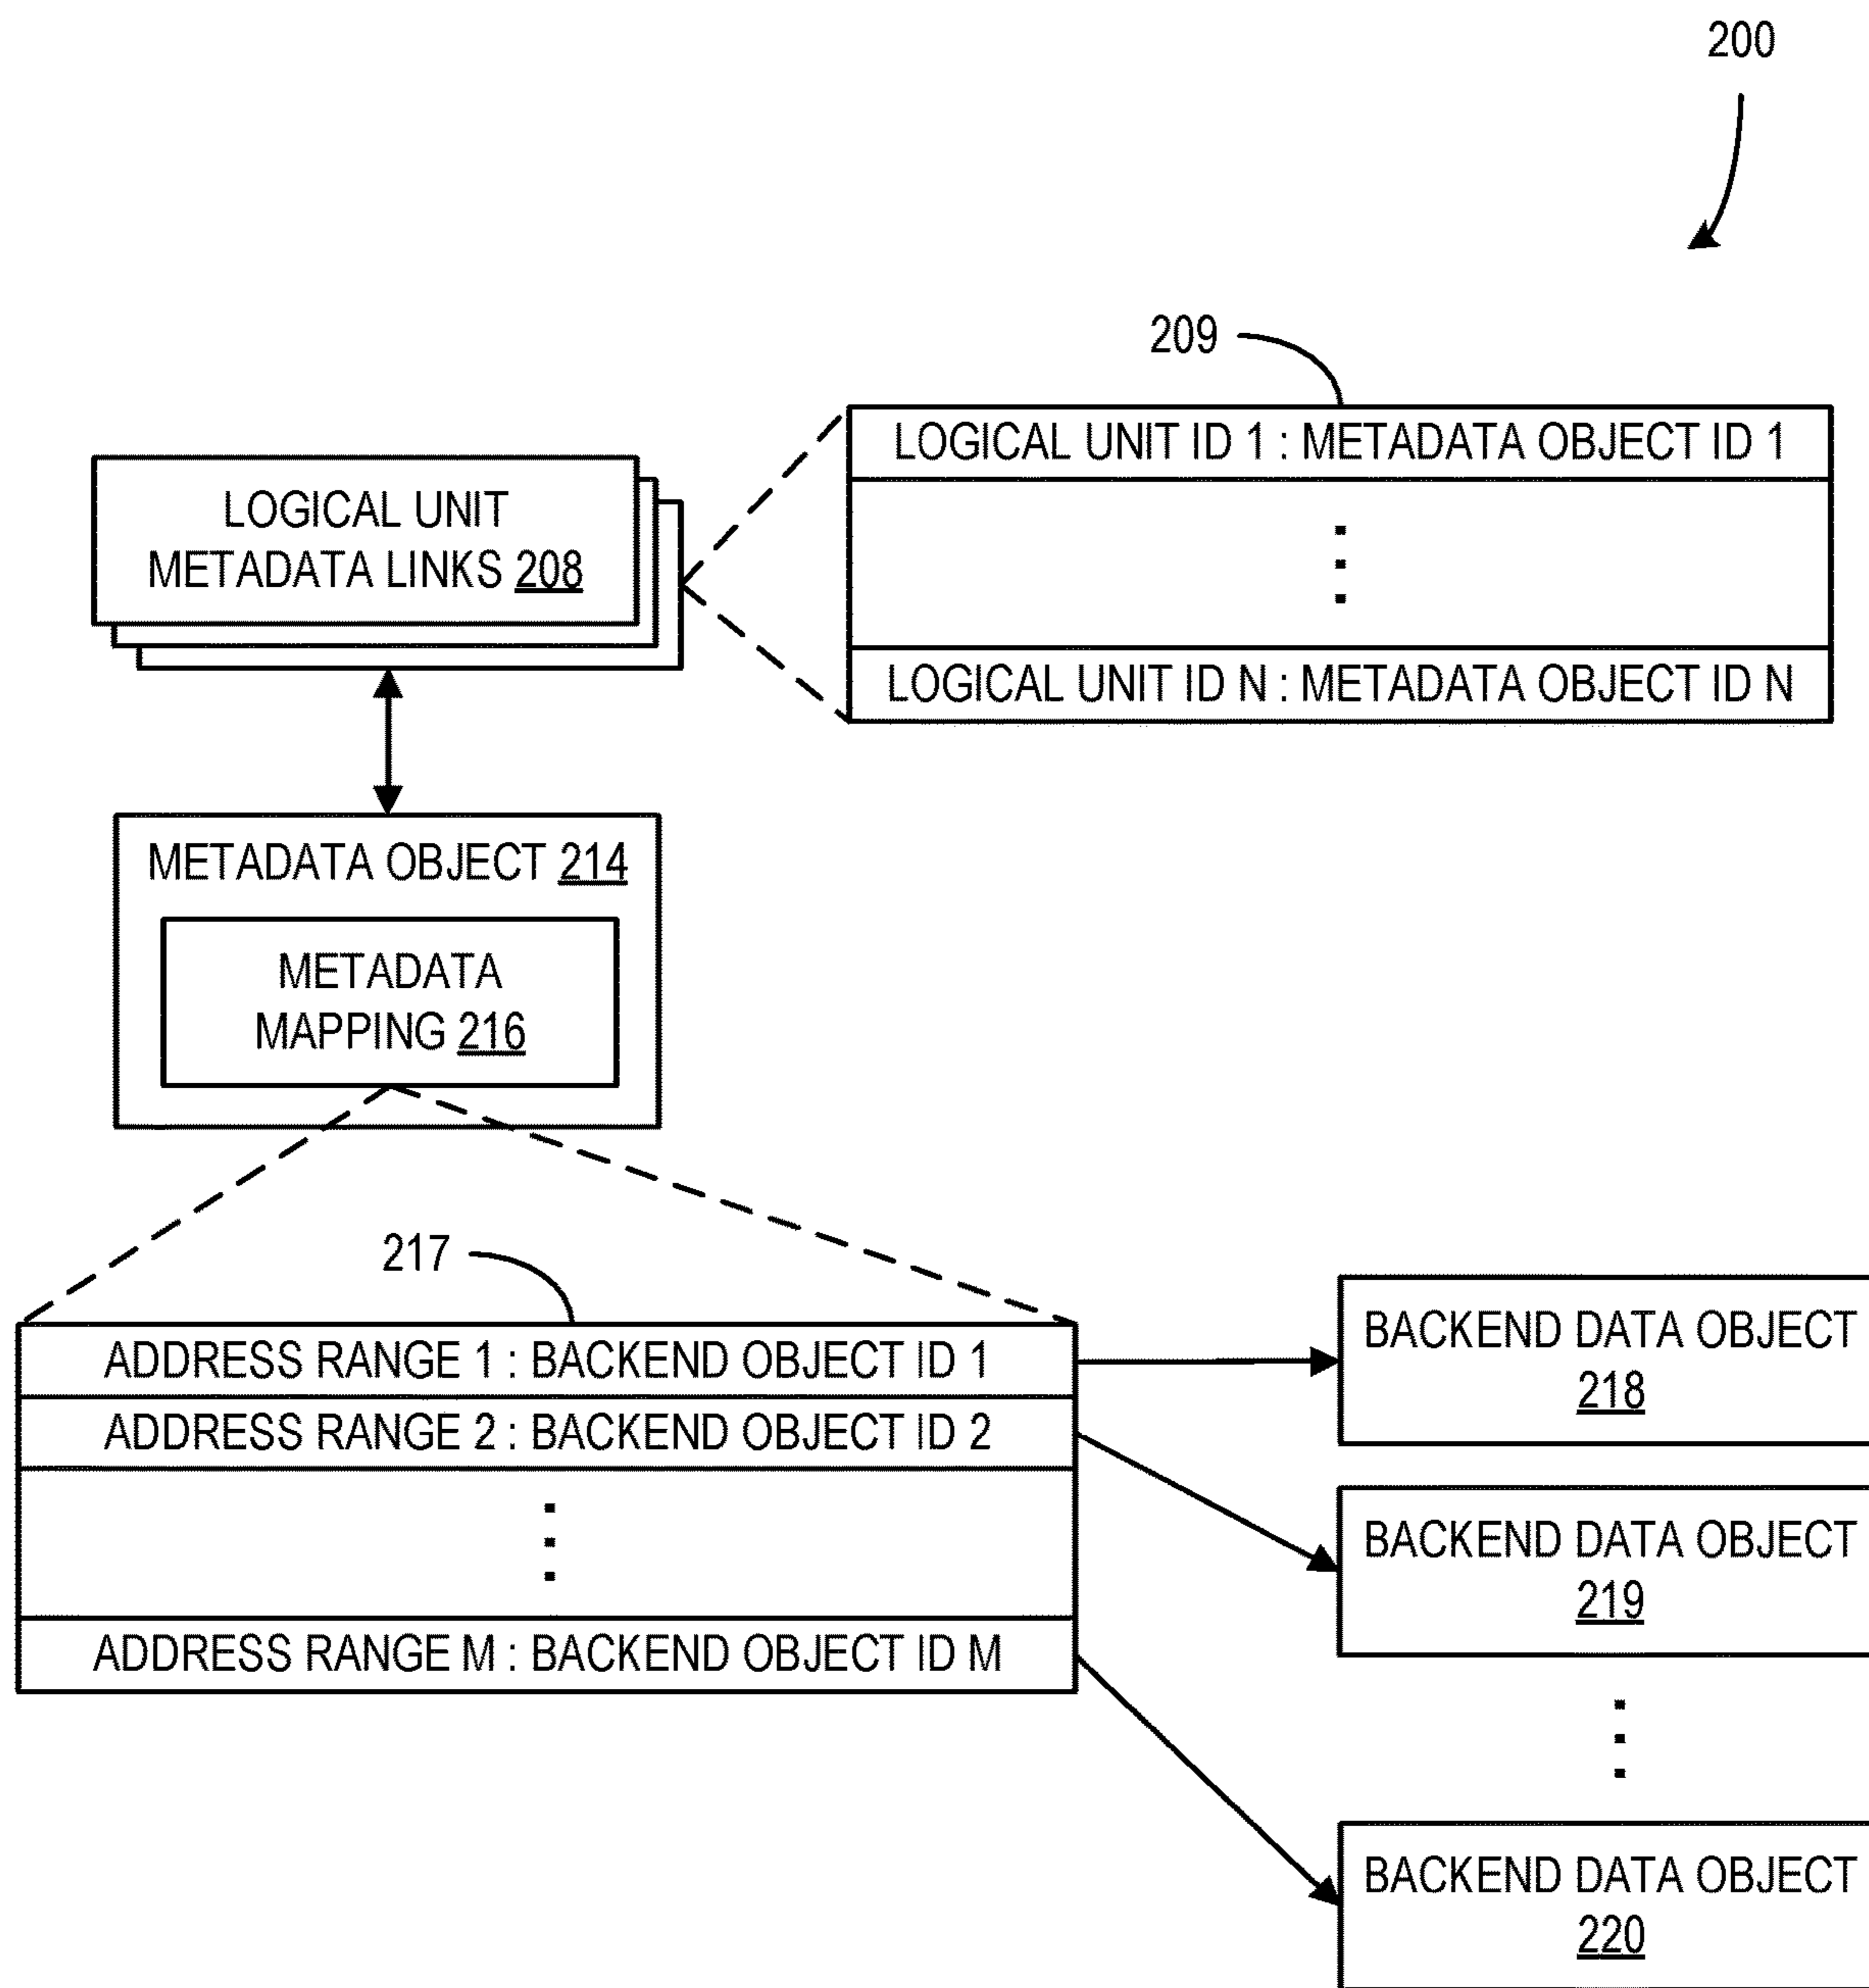 200
209
LOGICAL UNIT ID 1 : METADATA OBJECT ID 1
LOGICAL UNIT ID N : METADATA OBJECT ID N
LOGICAL UNIT
METADATA LINKS 208
METADATA OBJECT 214
METADATA
MAPPING 216
217
ADDRESS RANGE 1 : BACKEND OBJECT ID 1
ADDRESS RANGE 2 : BACKEND OBJECT ID 2
ADDRESS RANGE M : BACKEND OBJECT ID M
BACKEND DATA OBJECT
218
BACKEND DATA OBJECT
219
BACKEND DATA OBJECT
220